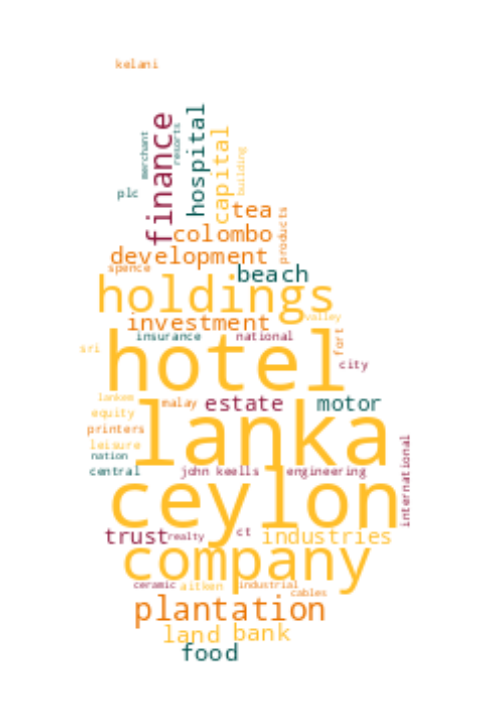 kelani
merchant
resorts
finance
hospital
capital
building
plc
tea
products
colombo
development
spence
beach
holdings
investment
valley
insurance
national
fort
sri
hotel
city
lankem
malay
estate
motor
equity
lanka
printers
leisure
nation
central
john keells
engineering
international
ceylon
trust
realty
ct
industries
company
ceramic
aitken
industrial
cables
plantation
land
bank
food